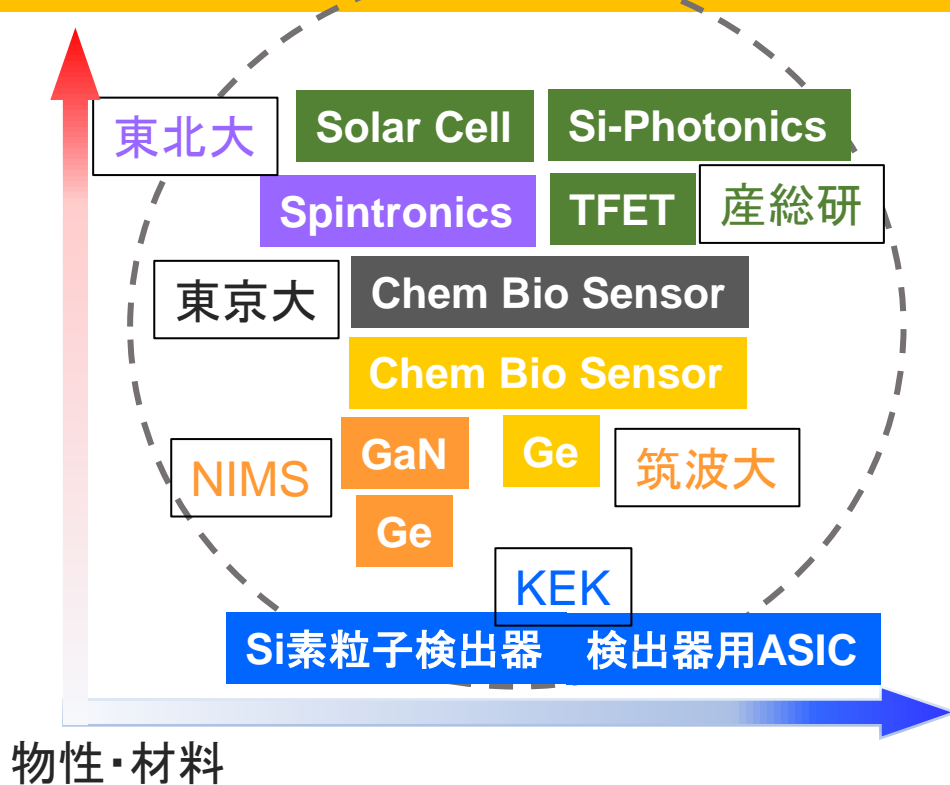 東北大
Solar Cell
Si-Photonics
Spintronics
TFET
産総研
東京大
Chem Bio Sensor
Chem Bio Sensor
NIMS
GaN
Ge
筑波大
Ge
KEK
Si素粒子検出器
検出器用ASIC
物性・材料